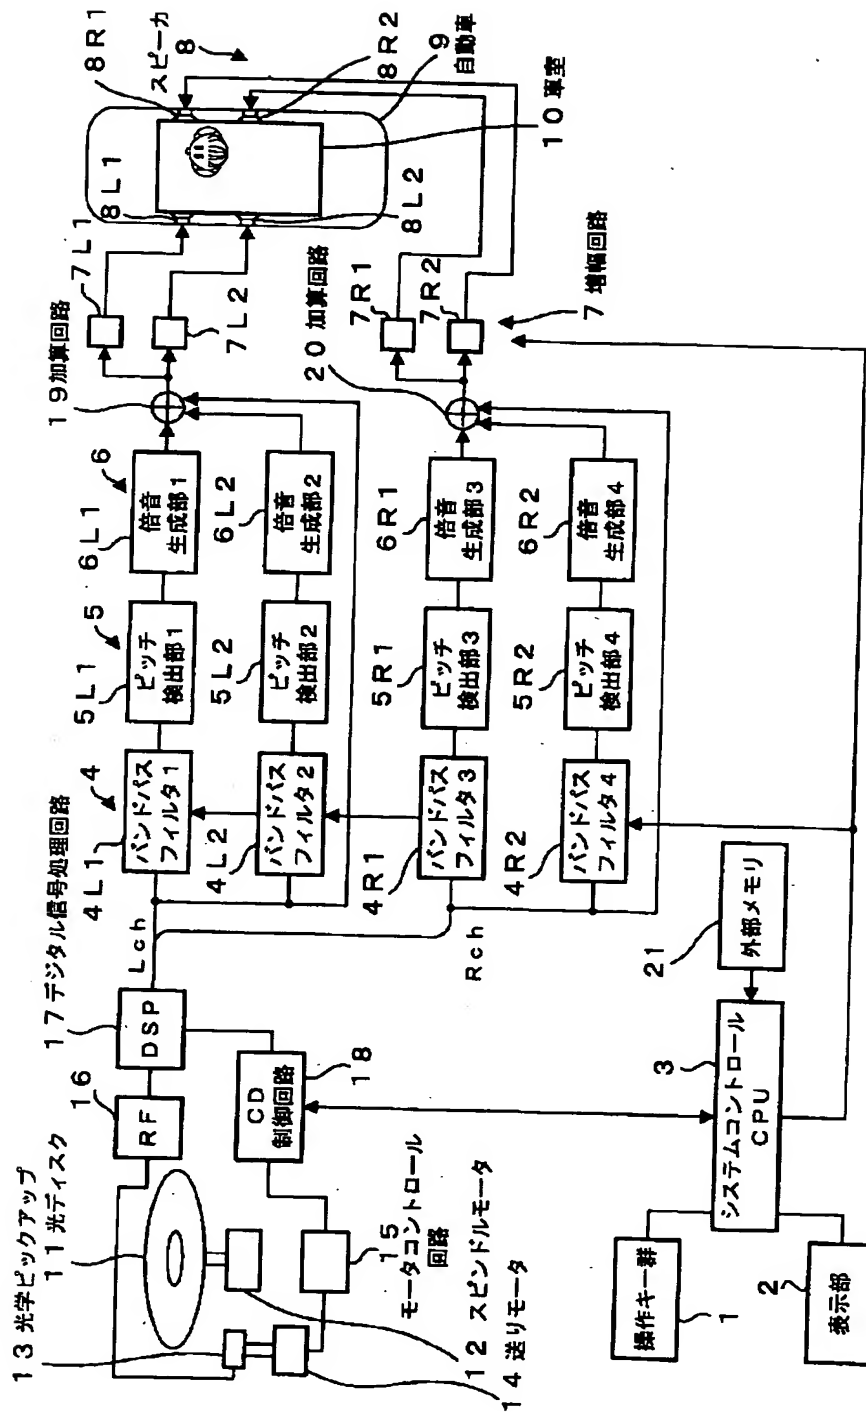 13 光学ピックアップ
11 光ディスク
16
RF
17 デジタル信号処理回路
DSP
Lch
Rch
CD
制御回路
18
15
モータコントロール
回路
12 スピンドルモータ
14 送りモータ
4L1
4
バンドパス
フィルタ1
5L1
5
ピッチ
検出部1
6L1
6
倍音
生成部1
19 加算回路
7L1
7L2
4L2
バンドパス
フィルタ2
5L2
ピッチ
検出部2
6L2
倍音
生成部2
4R1
バンドパス
フィルタ3
5R1
ピッチ
検出部3
6R1
倍音
生成部3
20 加算回路
7R1
7R2
7 増幅回路
4R2
バンドパス
フィルタ4
5R2
ピッチ
検出部4
6R2
倍音
生成部4
8L1
8L2
8R1
スピーカ
8
8R2
9
自動車
10 車室
操作キー群
1
2
表示部
3
システムコントロール
CPU
21
外部メモリ